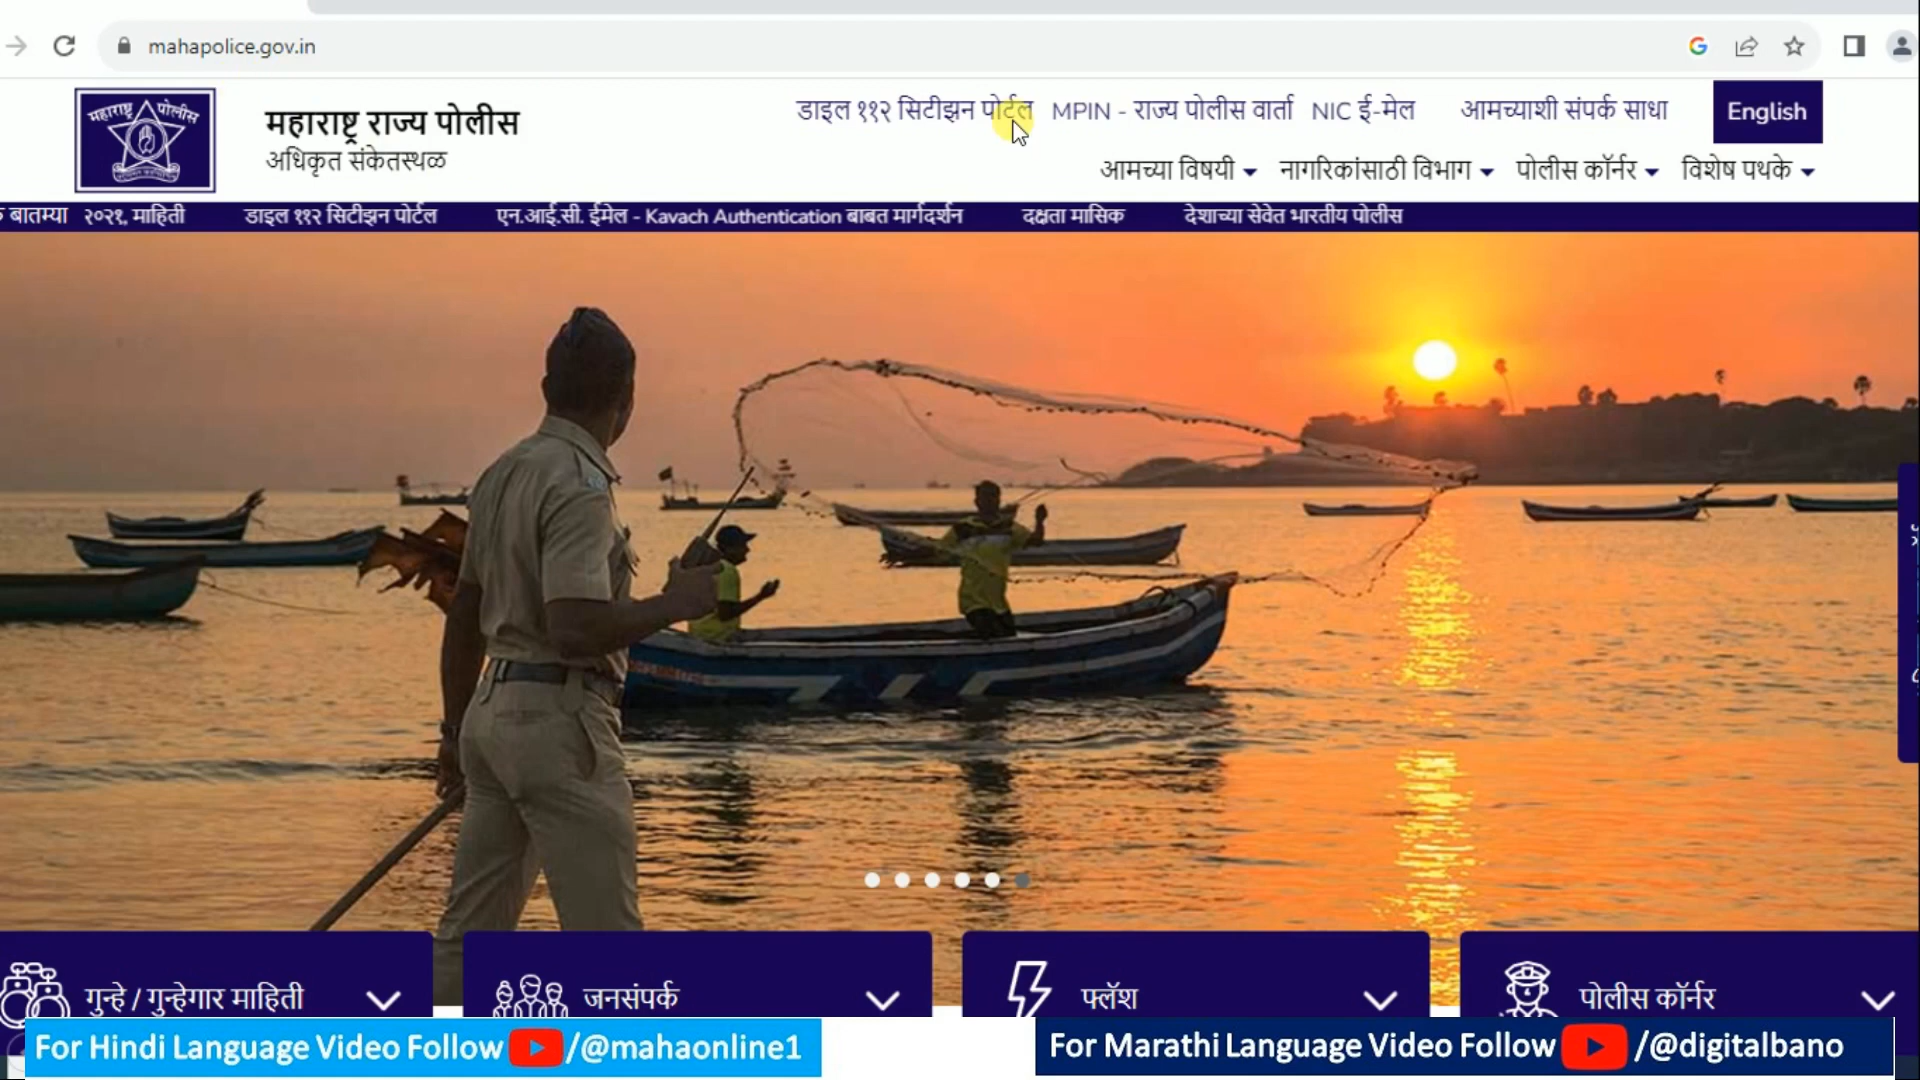 mahapolice.gov.in
महाराष्ट्र पोलीस
महाराष्ट्र राज्य पोलीस
अधिकृत संकेतस्थळ
डाइल ११२ सिटीझन पोर्टल MPIN - राज्य पोलीस वार्ता NIC ई-मेल आमच्याशी संपर्क साधा English
आमच्या विषयी नागरिकांसाठी विभाग पोलीस कॉर्नर विशेष पथके
बातम्या २०२१, माहिती डाइल ११२ सिटीझन पोर्टल एन.आई.सी. ईमेल - Kavach Authentication बाबत मार्गदर्शन दक्षता मासिक देशाच्या सेवेत भारतीय पोलीस
गुन्हे / गुन्हेगार माहिती जनसंपर्क फ्लॅश पोलीस कॉर्नर
For Hindi Language Video Follow /@mahaonline1
For Marathi Language Video Follow /@digitalbano